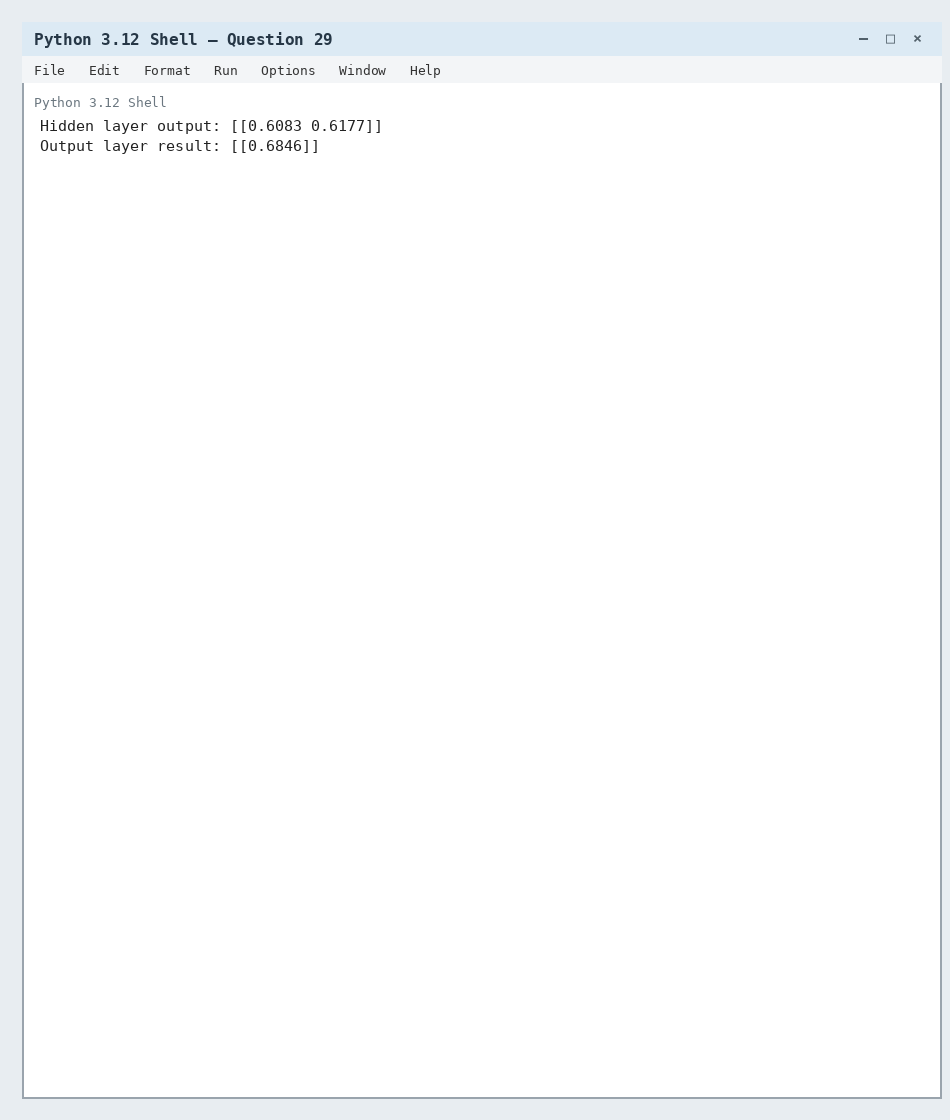 Python 3.12 Shell — Question 29
File Edit Format Run Options Window Help
Python 3.12 Shell
Hidden layer output: [[0.6083 0.6177]]
Output layer result: [[0.6846]]